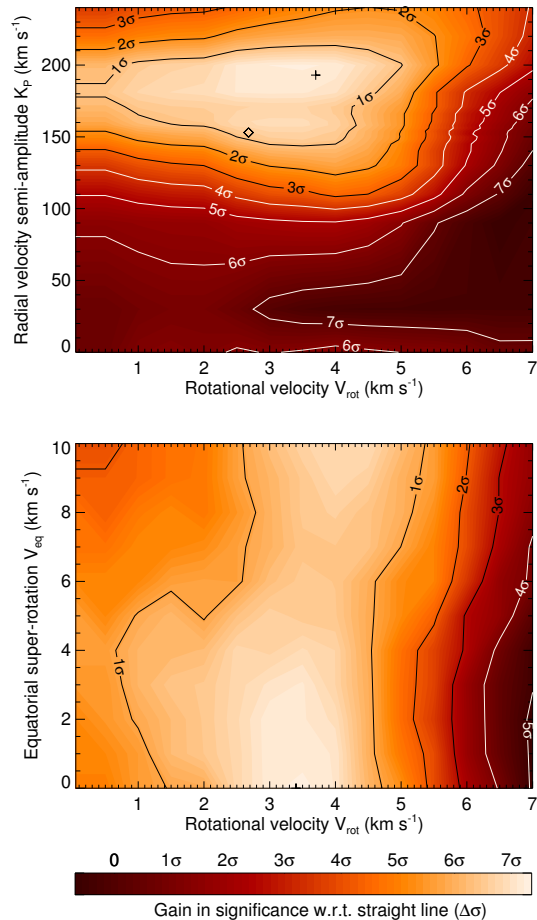 Radial velocity semi-amplitude K_P (km s⁻¹)
200
150
100
50
0
3σ
2σ
1σ
2σ
3σ
4σ
1σ
5σ
2σ
7σ
3σ
4σ
5σ
6σ
7σ
6σ
1 2 3 4 5 6 7
Rotational velocity V_rot (km s⁻¹)
Equatorial super-rotation V_eq (km s⁻¹)
10
8
6
4
2
0
1σ
2σ
3σ
4σ
1σ
5σ
1 2 3 4 5 6 7
Rotational velocity V_rot (km s⁻¹)
0 1σ 2σ 3σ 4σ 5σ 6σ 7σ
Gain in significance w.r.t. straight line (Δσ)